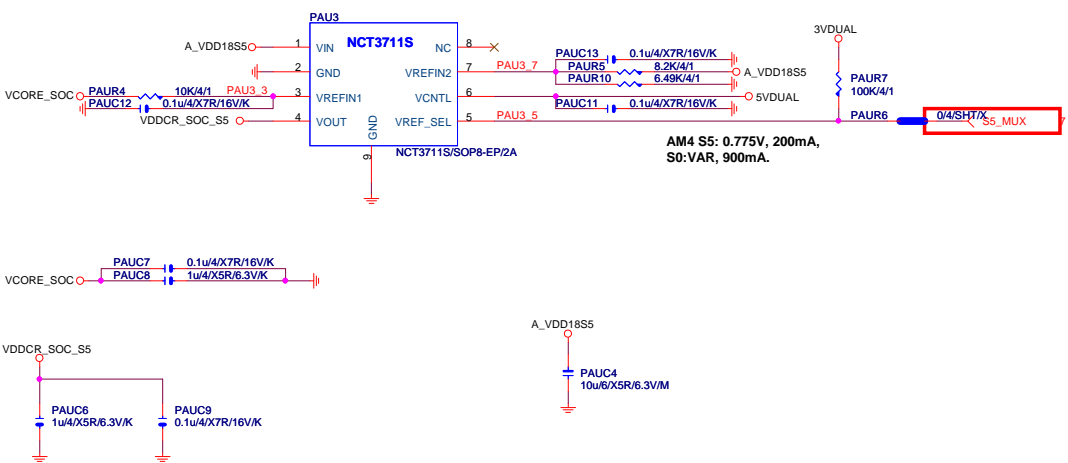 PAU3
NCT3711S
A_VDD18S5
1
VIN
NC
8
2
GND
VREFIN2
7
PAU3_7
PAUC13
0.1u/4/X7R/16V/K
PAUR5
8.2K/4/1
A_VDD18S5
PAUR10
6.49K/4/1
VCORE_SOC
PAUR4
10K/4/1
PAU3_3
3
VREFIN1
VCNTL
6
5VDUAL
PAUC12
0.1u/4/X7R/16V/K
PAUC11
0.1u/4/X7R/16V/K
VDDCR_SOC_S5
4
VOUT
VREF_SEL
5
PAU3_5
GND
9
NCT3711S/SOP8-EP/2A
3VDUAL
PAUR7
100K/4/1
PAUR6
0/4/SHT/X
S5_MUX
7
AM4 S5: 0.775V, 200mA,
S0:VAR, 900mA.
VCORE_SOC
PAUC7
0.1u/4/X7R/16V/K
PAUC8
1u/4/X5R/6.3V/K
VDDCR_SOC_S5
PAUC6
1u/4/X5R/6.3V/K
PAUC9
0.1u/4/X7R/16V/K
A_VDD18S5
PAUC4
10u/6/X5R/6.3V/M